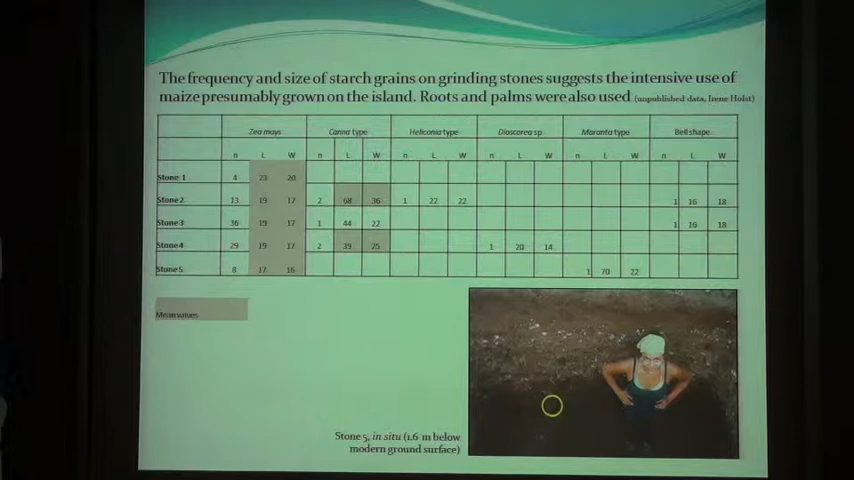 The frequency and size of starch grains on grinding stones suggests the intensive use of
maize presumably grown on the island. Roots and palms were also used (unpublished data, Irene Holst)
Zea mays Canna type Heliconia type Dioscorea sp Maranta type Bell shape
n L W n L W n L W n L W n L W n L W
Stone 1 4 23 20
Stone 2 13 19 17 2 68 36 1 22 22 1 16 18
Stone 3 36 19 17 1 44 22 1 16 18
Stone 4 29 19 17 2 39 25 1 20 14
Stone 5 8 17 16 1 70 22
Mean values
Stone 5, in situ (1.6 m below
modern ground surface)